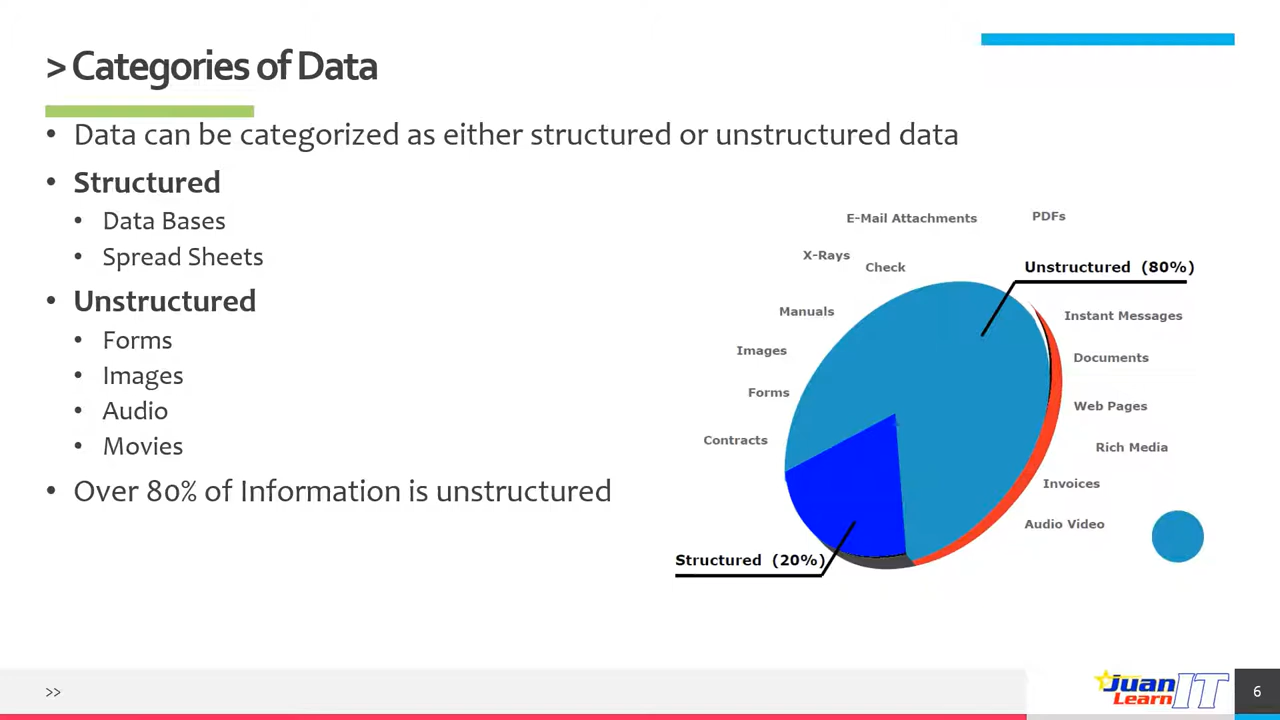 > Categories of Data
• Data can be categorized as either structured or unstructured data
• Structured
• Data Bases
• Spread Sheets
• Unstructured
• Forms
• Images
• Audio
• Movies
• Over 80% of Information is unstructured
E-Mail Attachments
PDFs
X-Rays
Check
Unstructured (80%)
Manuals
Instant Messages
Images
Documents
Forms
Web Pages
Contracts
Rich Media
Invoices
Audio Video
Structured (20%)
>>
Juan
Learn
IT
6